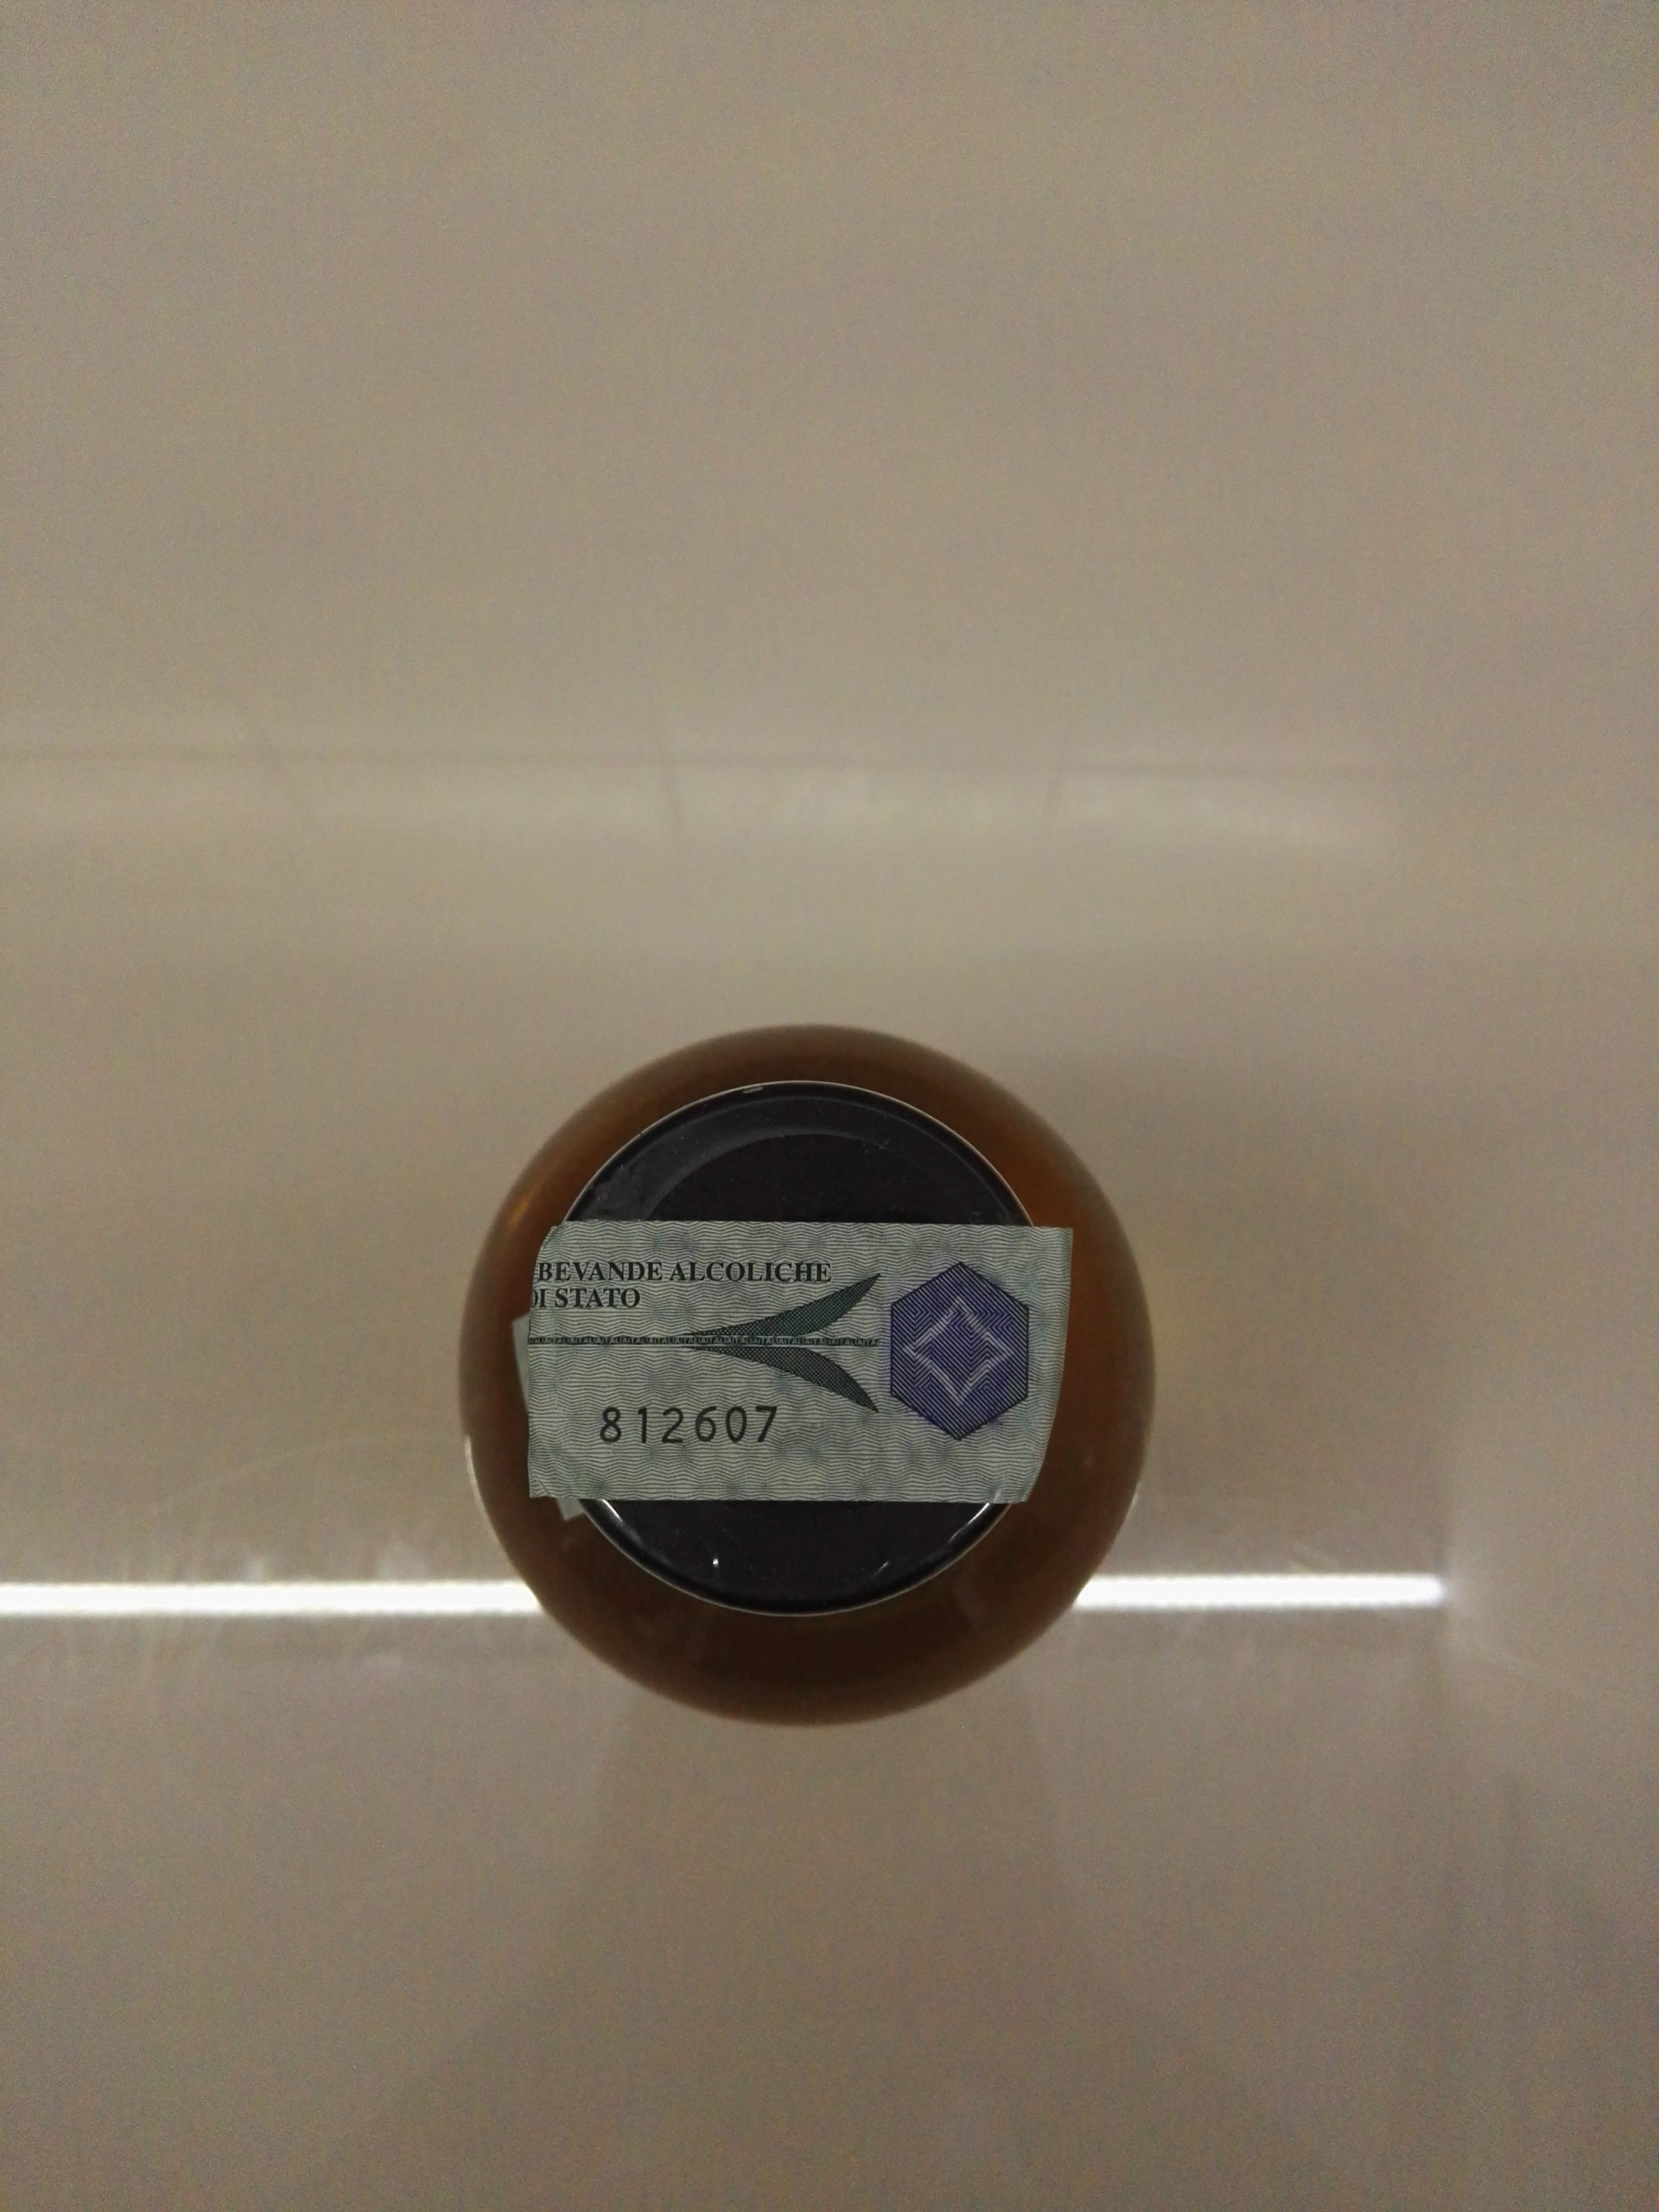 BEVANDE ALCOLICHE
DI STATO
812607